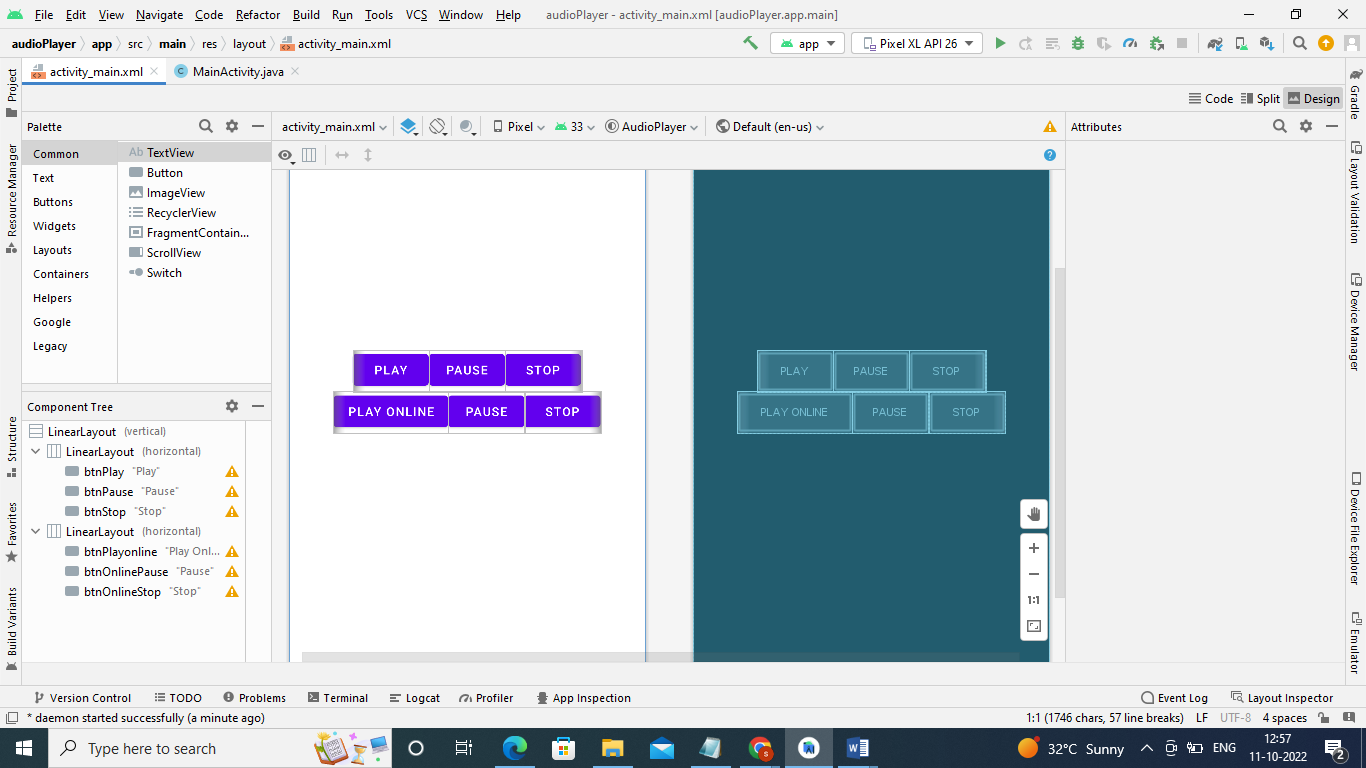 File Edit View Navigate Code Refactor Build Run Tools VCS Window Help audioPlayer - activity_main.xml [audioPlayer.app.main]
audioPlayer app src main res layout activity_main.xml app Pixel XL API 26
activity_main.xml MainActivity.java
Code Split Design
Palette activity_main.xml Pixel 33 AudioPlayer Default (en-us) Attributes
Common
Text
Buttons
Widgets
Layouts
Containers
Helpers
Google
Legacy
Ab TextView
Button
ImageView
RecyclerView
FragmentContain...
ScrollView
Switch
PLAY PAUSE STOP
PLAY ONLINE PAUSE STOP
PLAY PAUSE STOP
PLAY ONLINE PAUSE STOP
1:1
Component Tree
LinearLayout (vertical)
LinearLayout (horizontal)
btnPlay "Play"
btnPause "Pause"
btnStop "Stop"
LinearLayout (horizontal)
btnPlayonline "Play Onl...
btnOnlinePause "Pause"
btnOnlineStop "Stop"
Project
Resource Manager
Structure
Favorites
Build Variants
Gradle
Layout Validation
Device Manager
Device File Explorer
Emulator
Version Control TODO Problems Terminal Logcat Profiler App Inspection Event Log Layout Inspector
* daemon started successfully (a minute ago) 1:1 (1746 chars, 57 line breaks) LF UTF-8 4 spaces
Type here to search 32°C Sunny ENG 12:57
11-10-2022 2